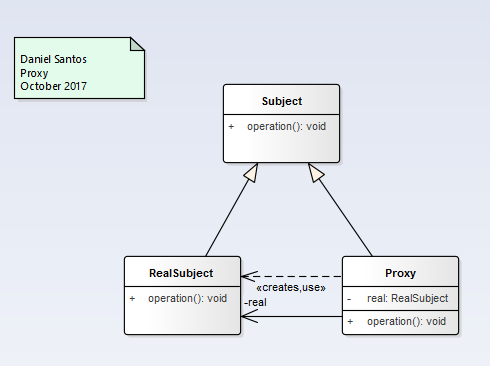 Daniel Santos
Proxy
October 2017
Subject
+ operation(): void
RealSubject
+ operation(): void
Proxy
- real: RealSubject
+ operation(): void
«creates,use»
-real